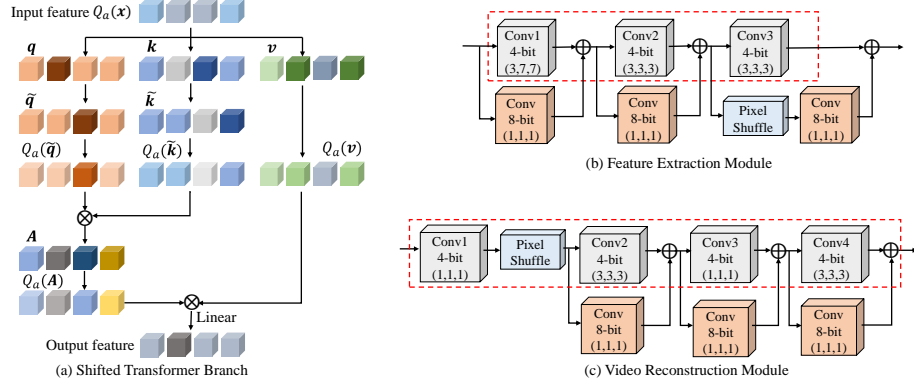 Input feature Q_a(x)
q
k
v
q̃
k̃
Q_a(q̃)
Q_a(k̃)
Q_a(v)
A
Q_a(A)
Linear
Output feature
(a) Shifted Transformer Branch
Conv1
4-bit
(3,7,7)
Conv2
4-bit
(3,3,3)
Conv3
4-bit
(3,3,3)
Conv
8-bit
(1,1,1)
Conv
8-bit
(1,1,1)
Pixel
Shuffle
Conv
8-bit
(1,1,1)
(b) Feature Extraction Module
Conv1
4-bit
(1,1,1)
Pixel
Shuffle
Conv2
4-bit
(3,3,3)
Conv3
4-bit
(1,1,1)
Conv4
4-bit
(3,3,3)
Conv
8-bit
(1,1,1)
Conv
8-bit
(1,1,1)
Conv
8-bit
(1,1,1)
(c) Video Reconstruction Module